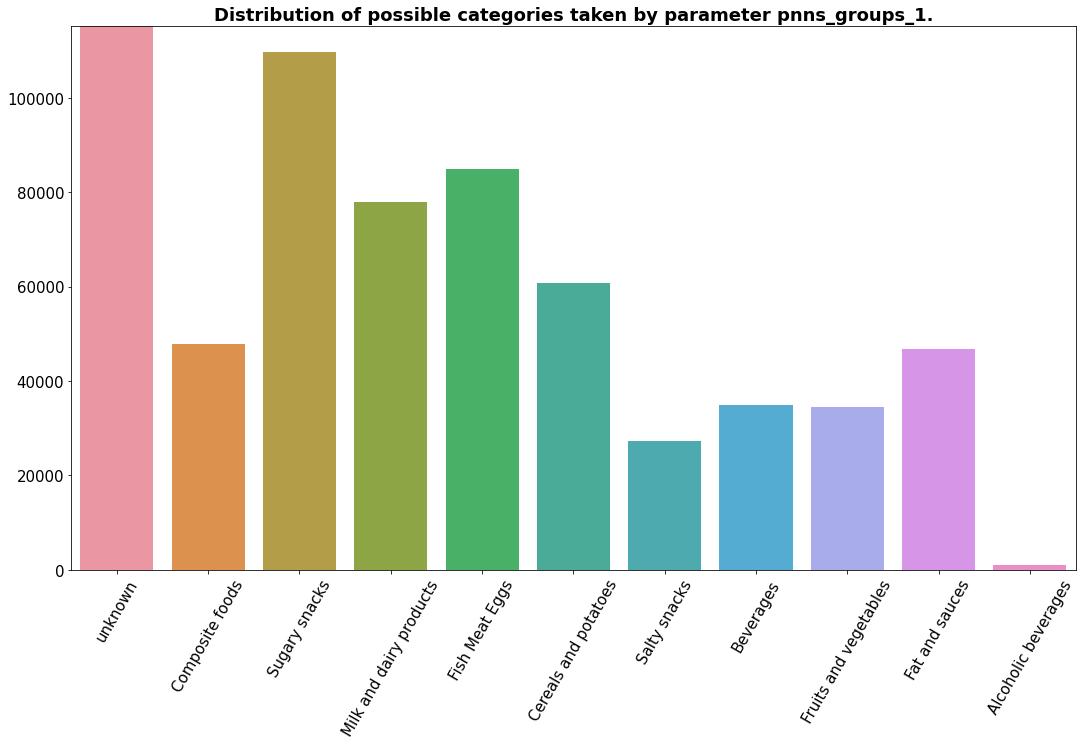 Distribution of possible categories taken by parameter pnns_groups_1.
100000
80000
60000
40000
20000
0
unknown
Composite foods
Sugary snacks
Milk and dairy products
Fish Meat Eggs
Cereals and potatoes
Salty snacks
Beverages
Fruits and vegetables
Fat and sauces
Alcoholic beverages